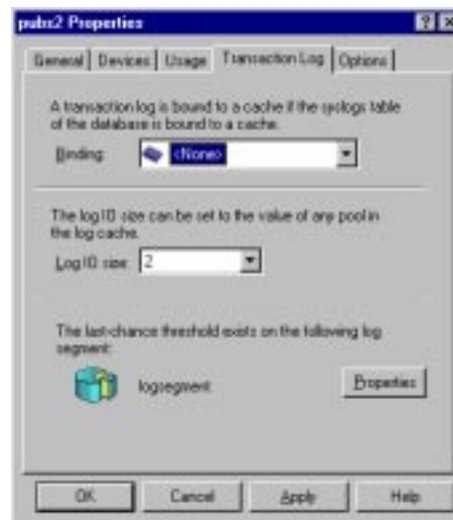 pubs2 Properties
General Devices Usage Transaction Log Options
A transaction log is bound to a cache if the syslogs table
of the database is bound to a cache.
Binding: <None>
The log IO size can be set to the value of any pool in
the log cache.
Log IO size: 2
The last-chance threshold exists on the following log
segment:
logsegment Properties
OK Cancel Apply Help